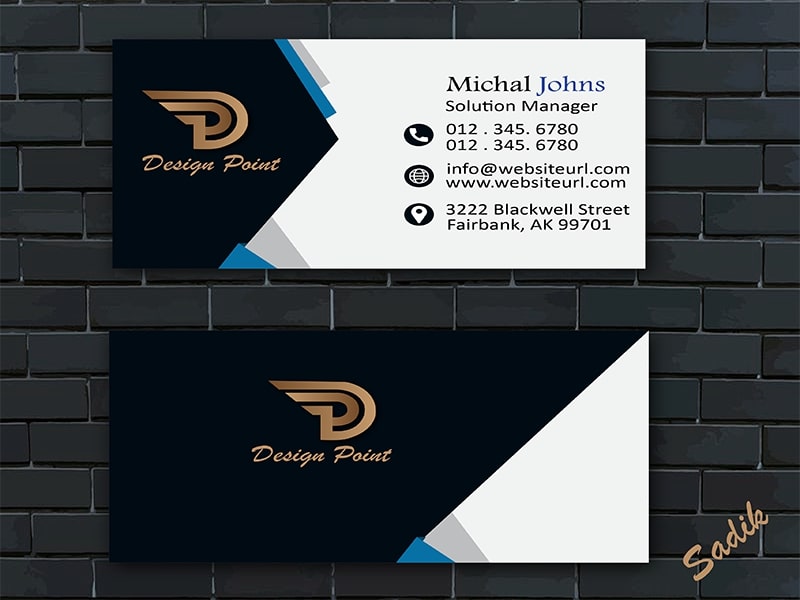 Design Point
Michal Johns
Solution Manager
012 . 345. 6780
012 . 345. 6780
info@websiteurl.com
www.websiteurl.com
3222 Blackwell Street
Fairbank, AK 99701
Design Point
Sadik